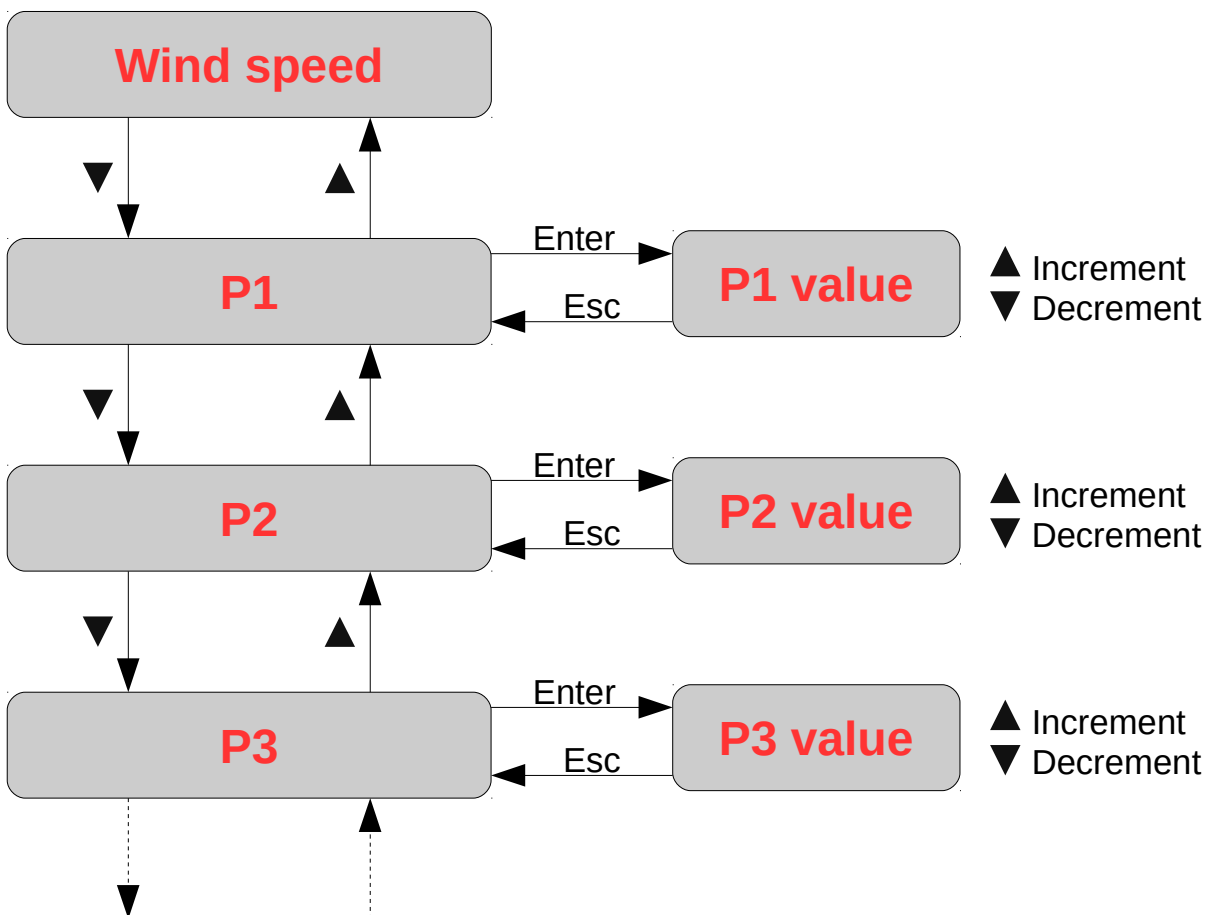 Wind speed
▼ ▲
P1
Enter
Esc
P1 value
▲ Increment
▼ Decrement
▼ ▲
P2
Enter
Esc
P2 value
▲ Increment
▼ Decrement
▼ ▲
P3
Enter
Esc
P3 value
▲ Increment
▼ Decrement